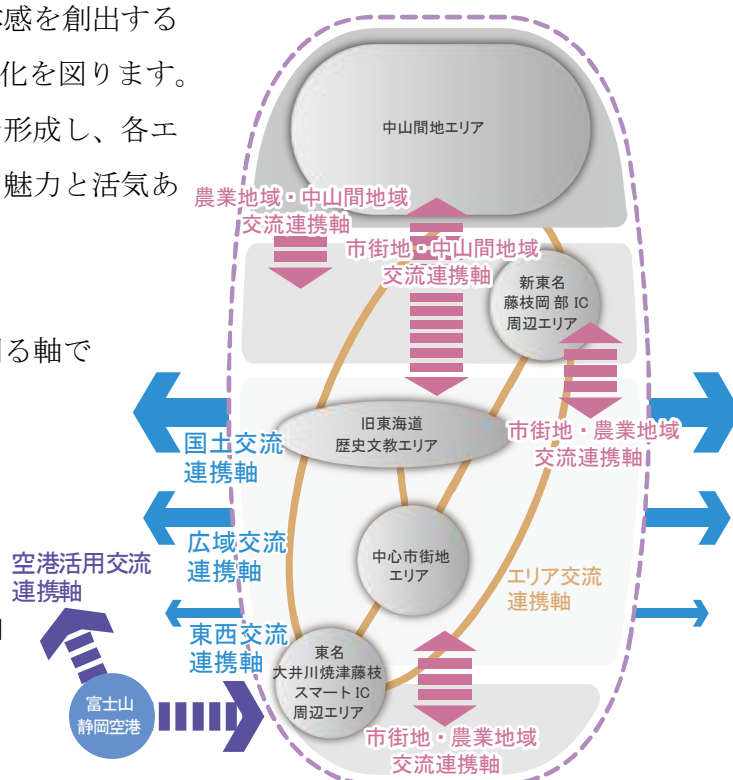 感を創出する
化を図ります。
形成し、各エ
魅力と活気あ
る軸で
中山間地エリア
農業地域・中山間地域
交流連携軸
市街地・中山間地域
交流連携軸
新東名
藤枝岡部 IC
周辺エリア
旧東海道
歴史文教エリア
市街地・農業地域
交流連携軸
国土交流
連携軸
広域交流
連携軸
中心市街地
エリア
エリア交流
連携軸
空港活用交流
連携軸
東西交流
連携軸
東名
大井川焼津藤枝
スマート IC
周辺エリア
富士山
静岡空港
市街地・農業地域
交流連携軸